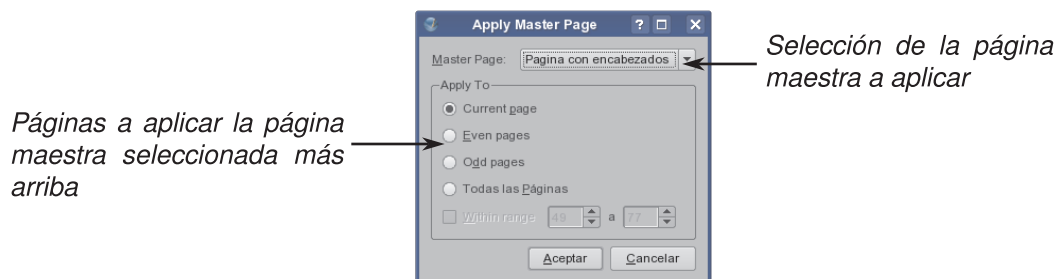 Apply Master Page
Master Page: Pagina con encabezados
Selección de la página
maestra a aplicar
Apply To
Current page
Even pages
Odd pages
Todas las Páginas
Within range 49 a 77
Páginas a aplicar la página
maestra seleccionada más
arriba
Aceptar Cancelar